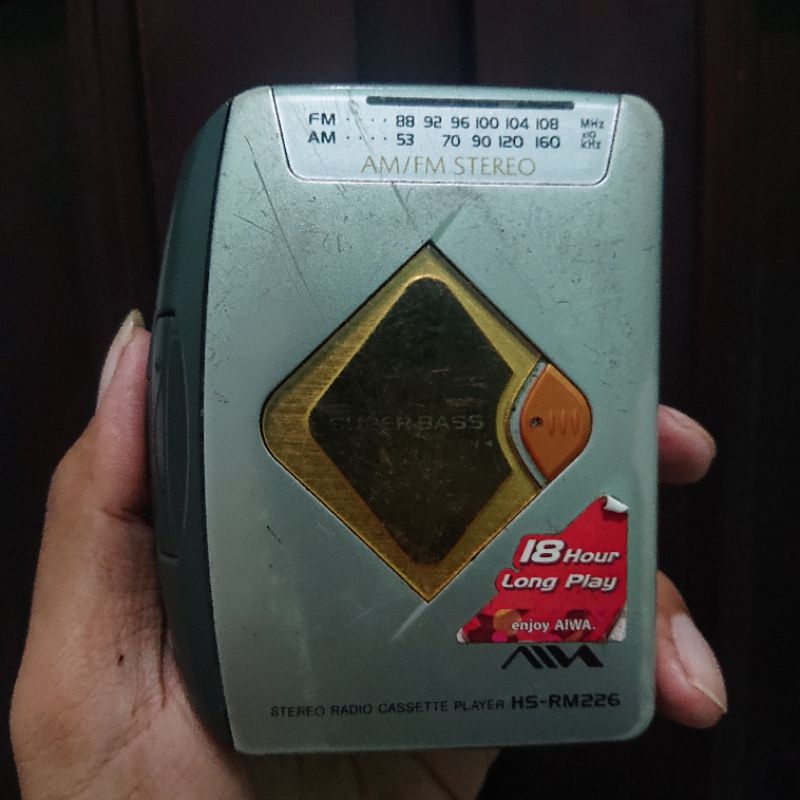 FM ···· 88 92 96 100 104 108 MHz
AM ···· 53 70 90 120 160 x10 kHz
AM/FM STEREO
SUPER BASS
ON ◄
18 Hour
Long Play
enjoy AIWA.
AIWA
STEREO RADIO CASSETTE PLAYER HS-RM226